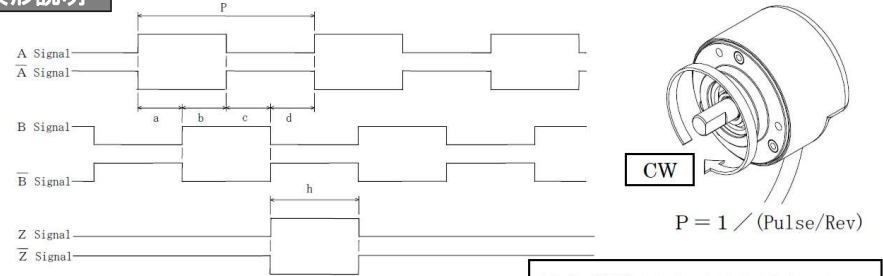 P
A Signal
A̅ Signal
a b c d
B Signal
B̅ Signal
h
Z Signal
Z̅ Signal
CW
P = 1／(Pulse/Rev)